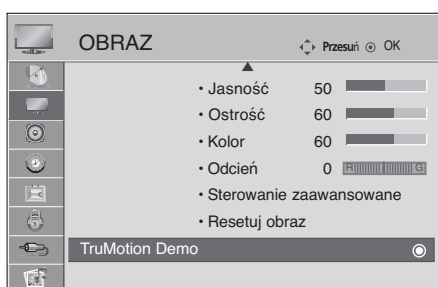 OBRAZ Przesuń OK
• Jasność 50
• Ostrość 60
• Kolor 60
• Odcień 0 R G
• Sterowanie zaawansowane
• Resetuj obraz
TruMotion Demo